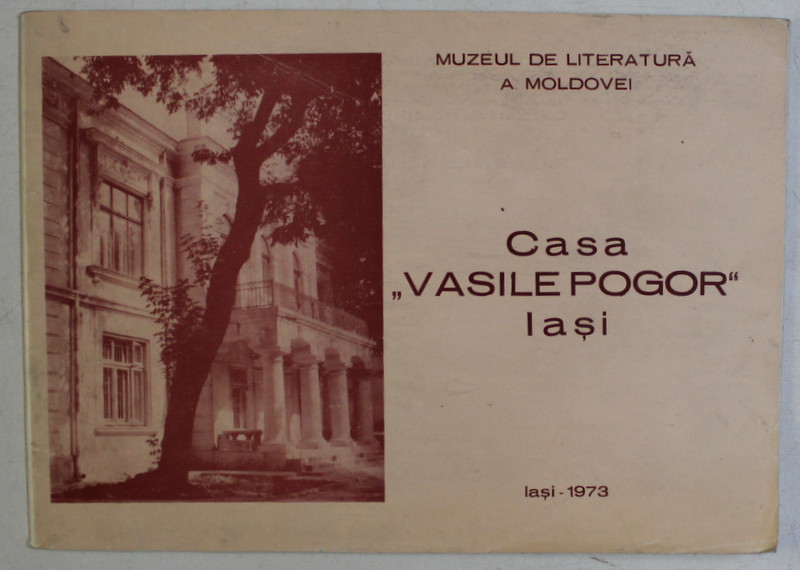 MUZEUL DE LITERATURĂ
A MOLDOVEI
Casa
„VASILE POGOR“
Iași
Iași - 1973